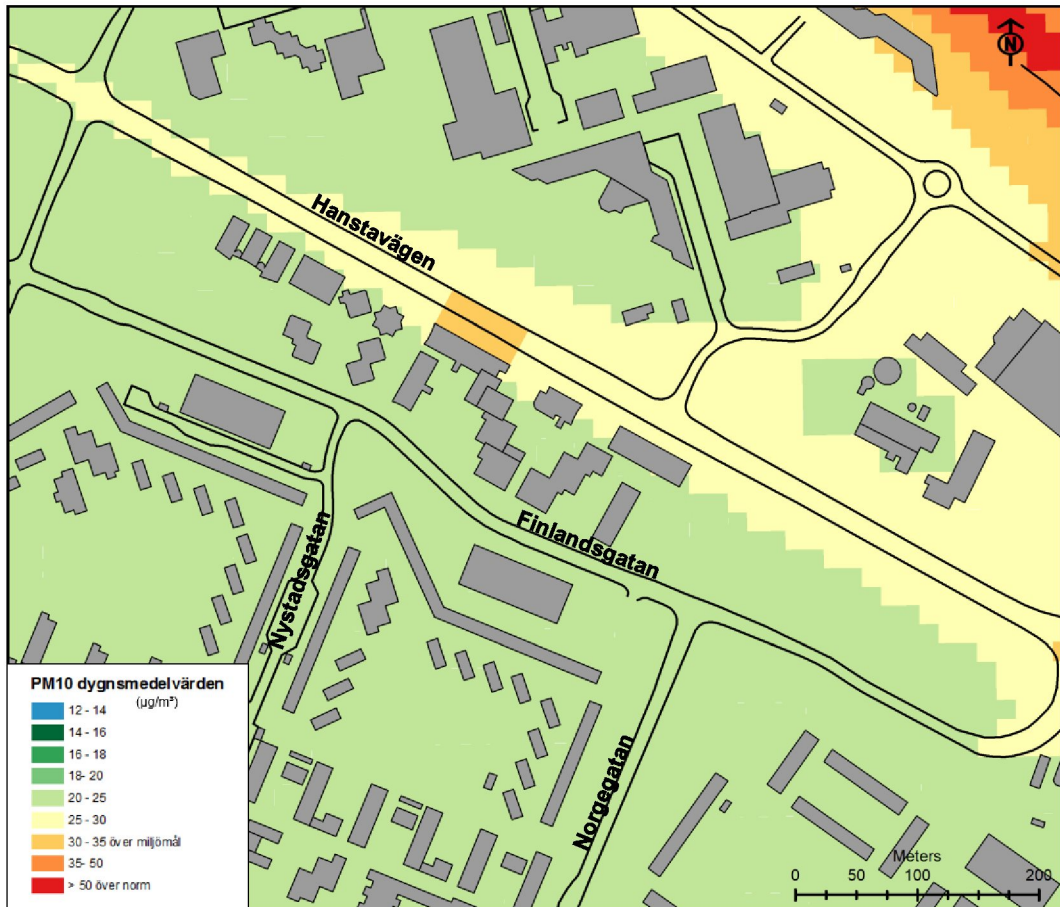 N
Hanstavägen
Finlandsgatan
Nystadsgatan
Norgegatan
PM10 dygnsmedelvärden
(µg/m³)
12 - 14
14 - 16
16 - 18
18- 20
20 - 25
25 - 30
30 - 35 över miljömål
35- 50
> 50 över norm
Meters
0 50 100 200